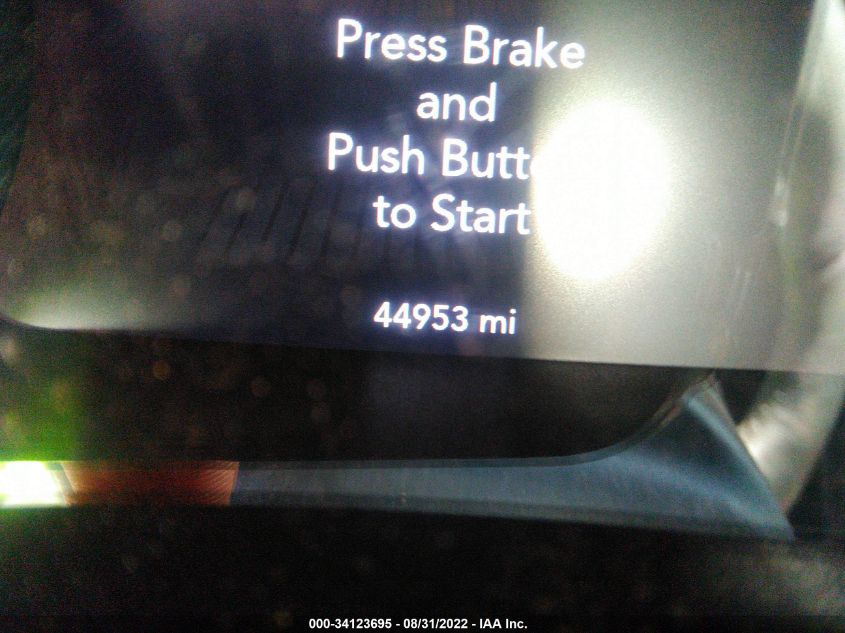 Press Brake
and
Push Butt
to Start
44953 mi
000-34123695 - 08/31/2022 - IAA Inc.